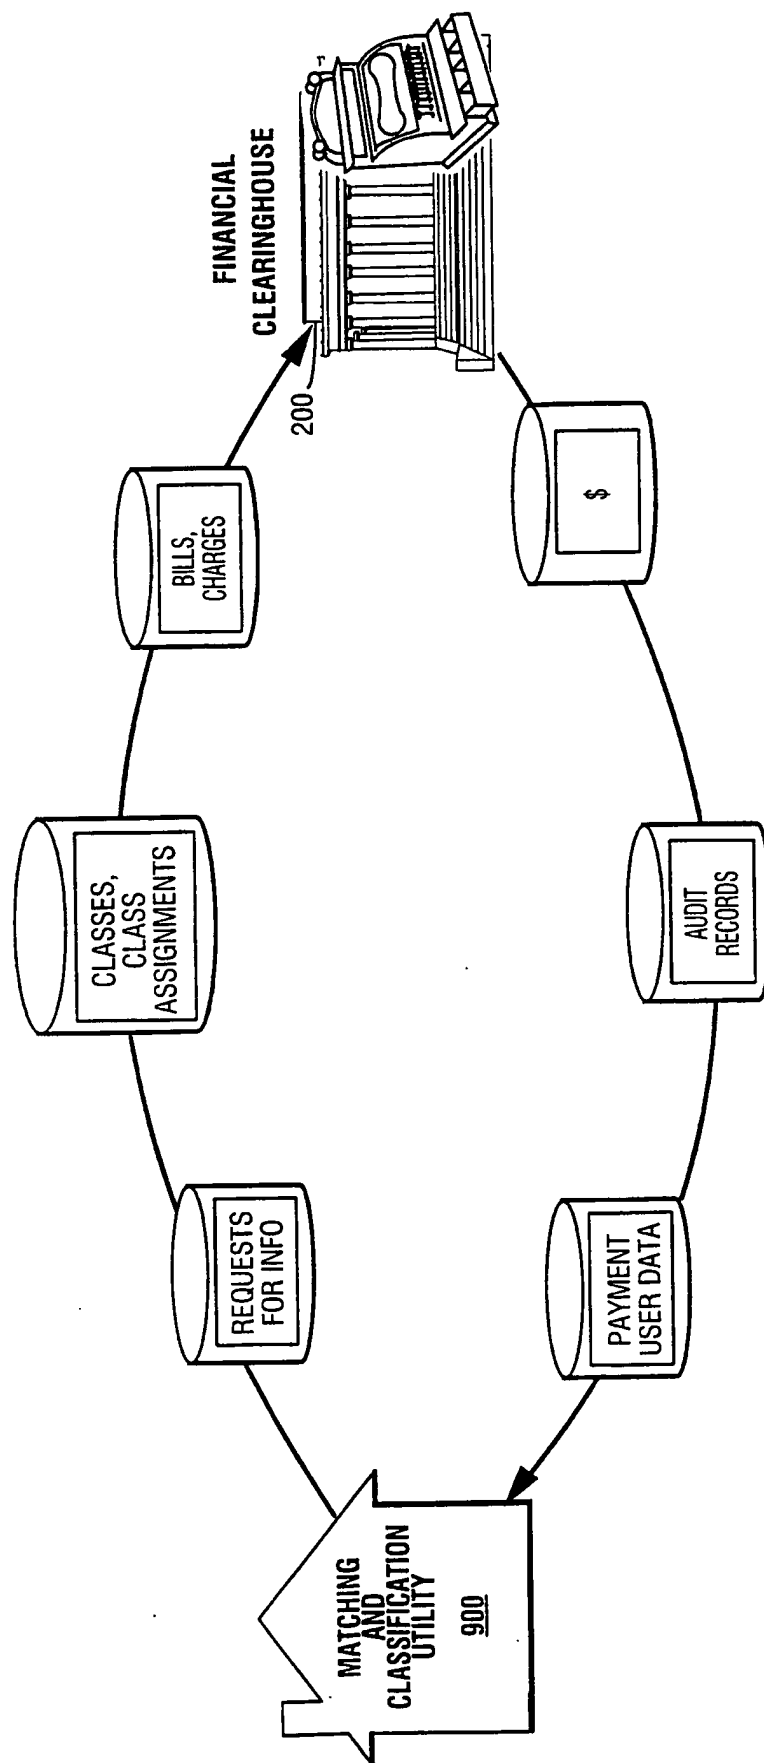 FINANCIAL
CLEARINGHOUSE
200
BILLS,
CHARGES
CLASSES,
CLASS
ASSIGNMENTS
REQUESTS
FOR INFO
MATCHING
AND
CLASSIFICATION
UTILITY
900
$
AUDIT
RECORDS
PAYMENT
USER DATA